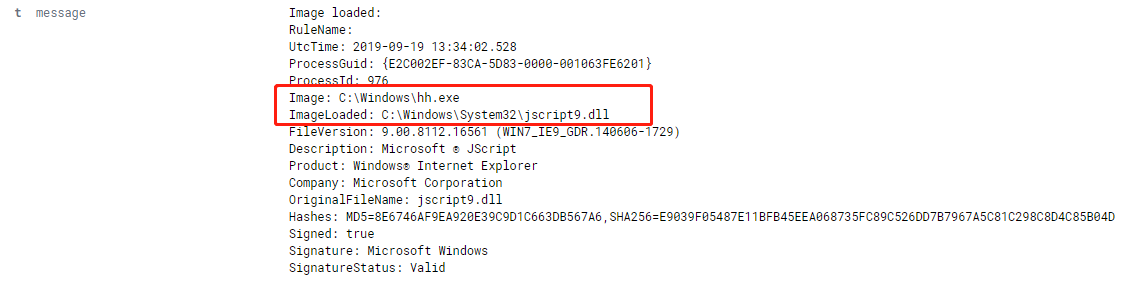 t message
Image loaded:
RuleName:
UtcTime: 2019-09-19 13:34:02.528
ProcessGuid: {E2C002EF-83CA-5D83-0000-001063FE6201}
ProcessId: 976
Image: C:\Windows\hh.exe
ImageLoaded: C:\Windows\System32\jscript9.dll
FileVersion: 9.00.8112.16561 (WIN7_IE9_GDR.140606-1729)
Description: Microsoft ® JScript
Product: Windows® Internet Explorer
Company: Microsoft Corporation
OriginalFileName: jscript9.dll
Hashes: MD5=8E6746AF9EA920E39C9D1C663DB567A6,SHA256=E9039F05487E11BFB45EEA068735FC89C526DD7B7967A5C81C298C8D4C85B04D
Signed: true
Signature: Microsoft Windows
SignatureStatus: Valid